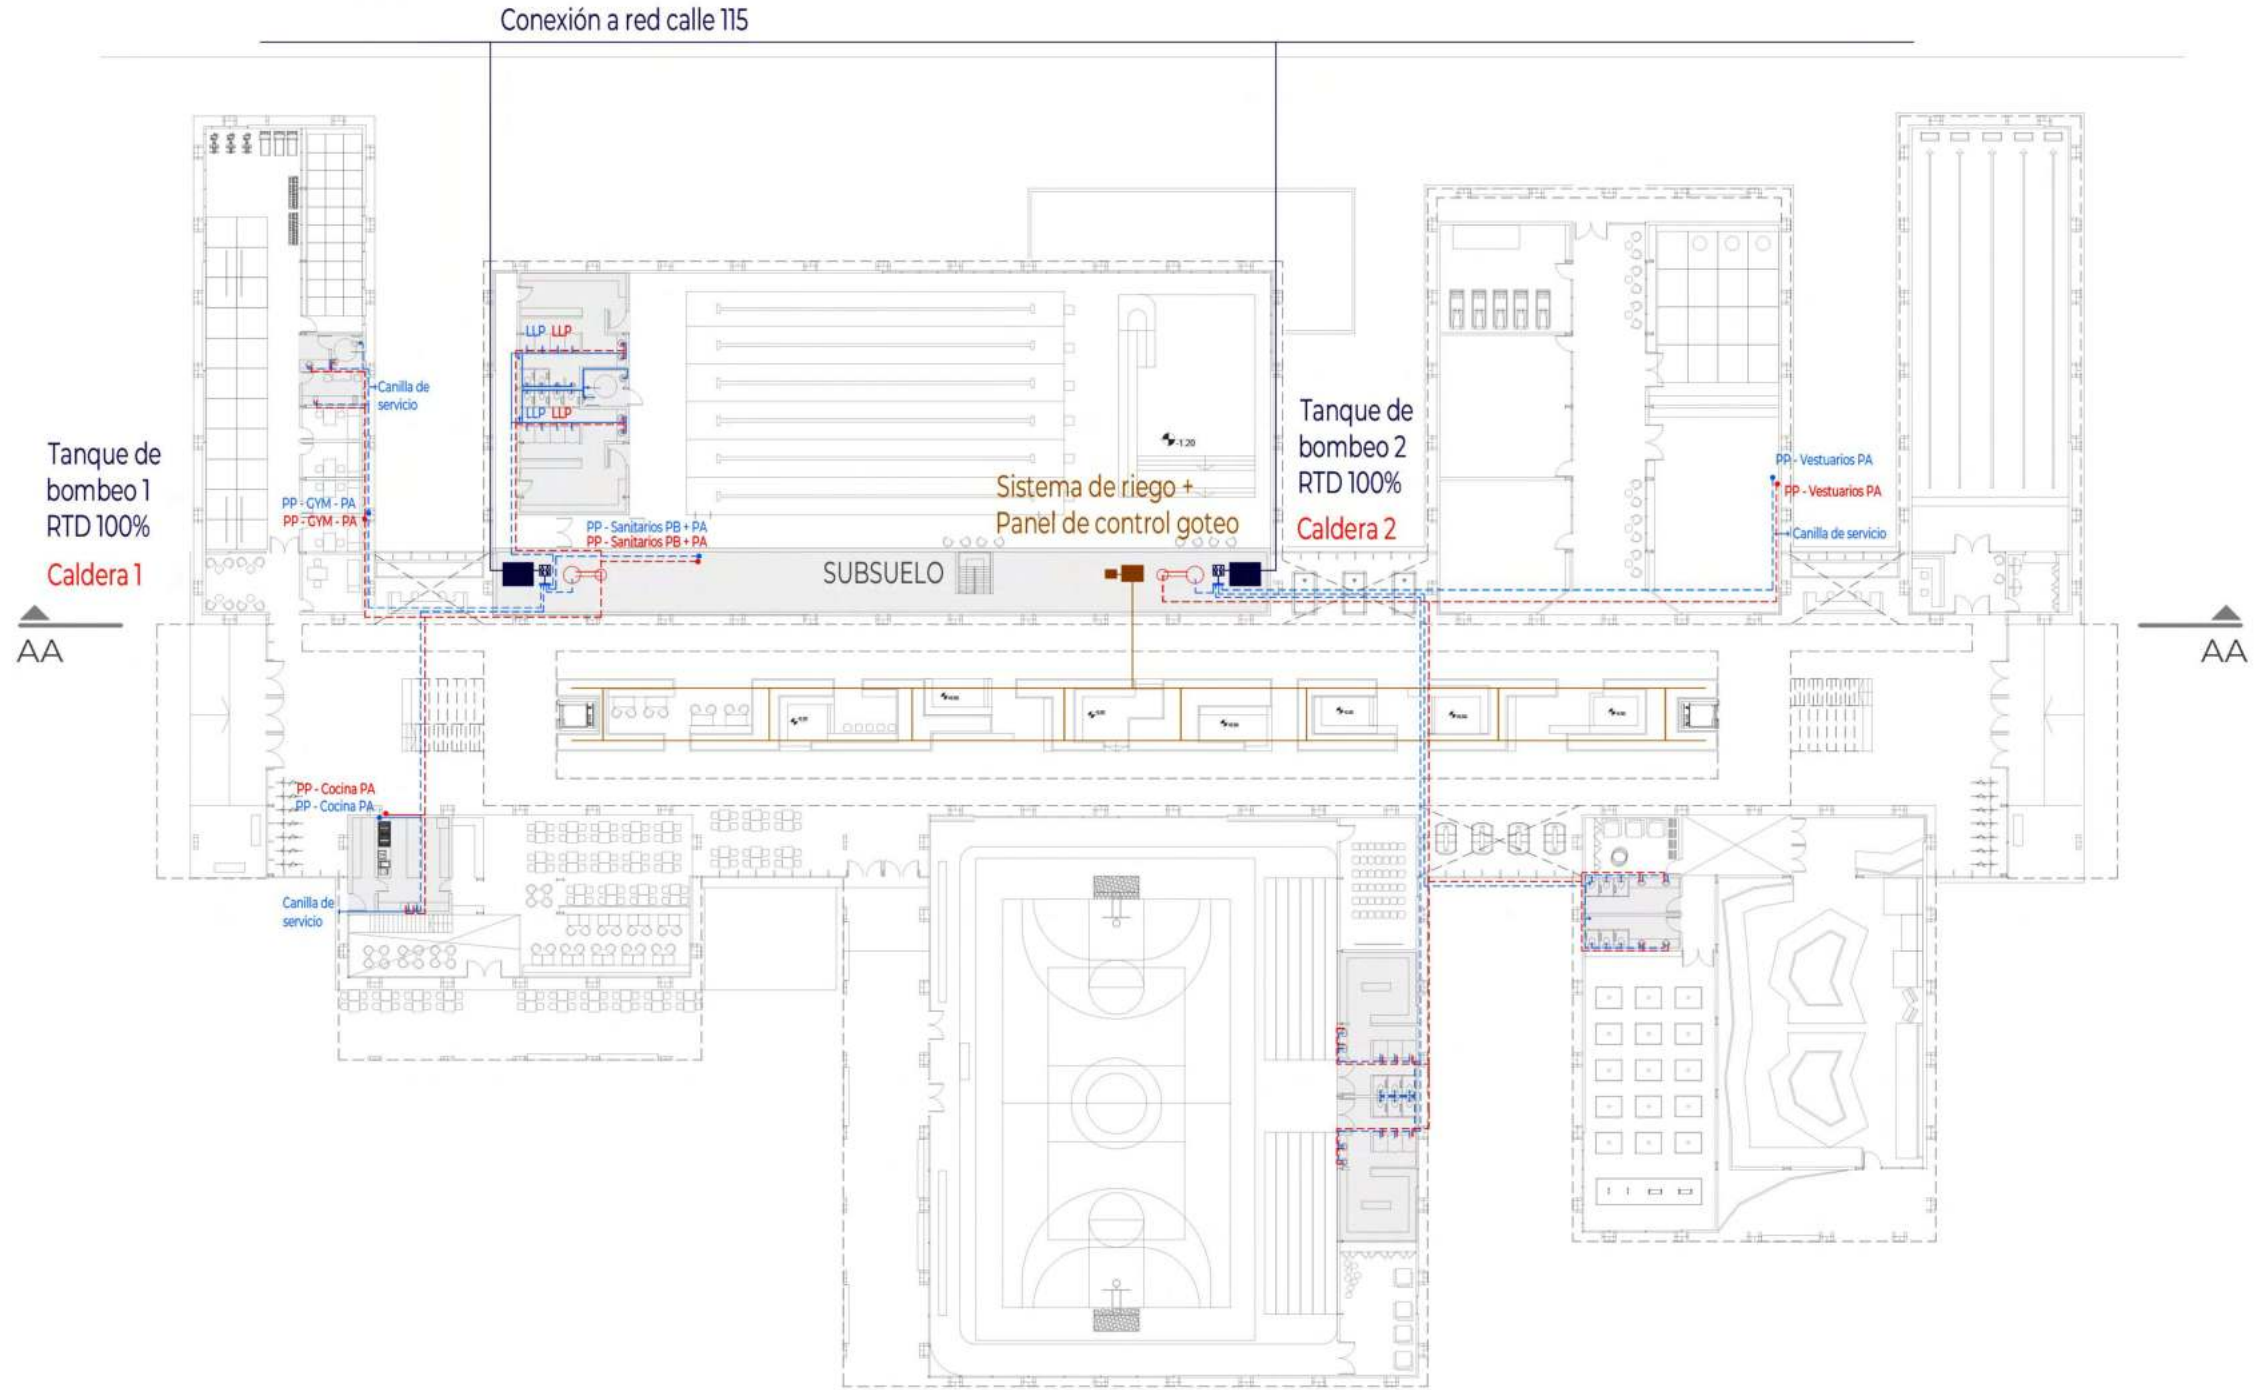 Conexión a red calle 115
LLP LLP
Canilla de
servicio
LLP LLP
Tanque de
bombeo 1
RTD 100%
Caldera 1
PP - GYM - PA
PP - GYM - PA
PP - Sanitarios PB + PA
PP - Sanitarios PB + PA
SUBSUELO
-1.20
Sistema de riego +
Panel de control goteo
Tanque de
bombeo 2
RTD 100%
Caldera 2
PP - Vestuarios PA
PP - Vestuarios PA
Canilla de servicio
AA
AA
PP - Cocina PA
PP - Cocina PA
Canilla de
servicio